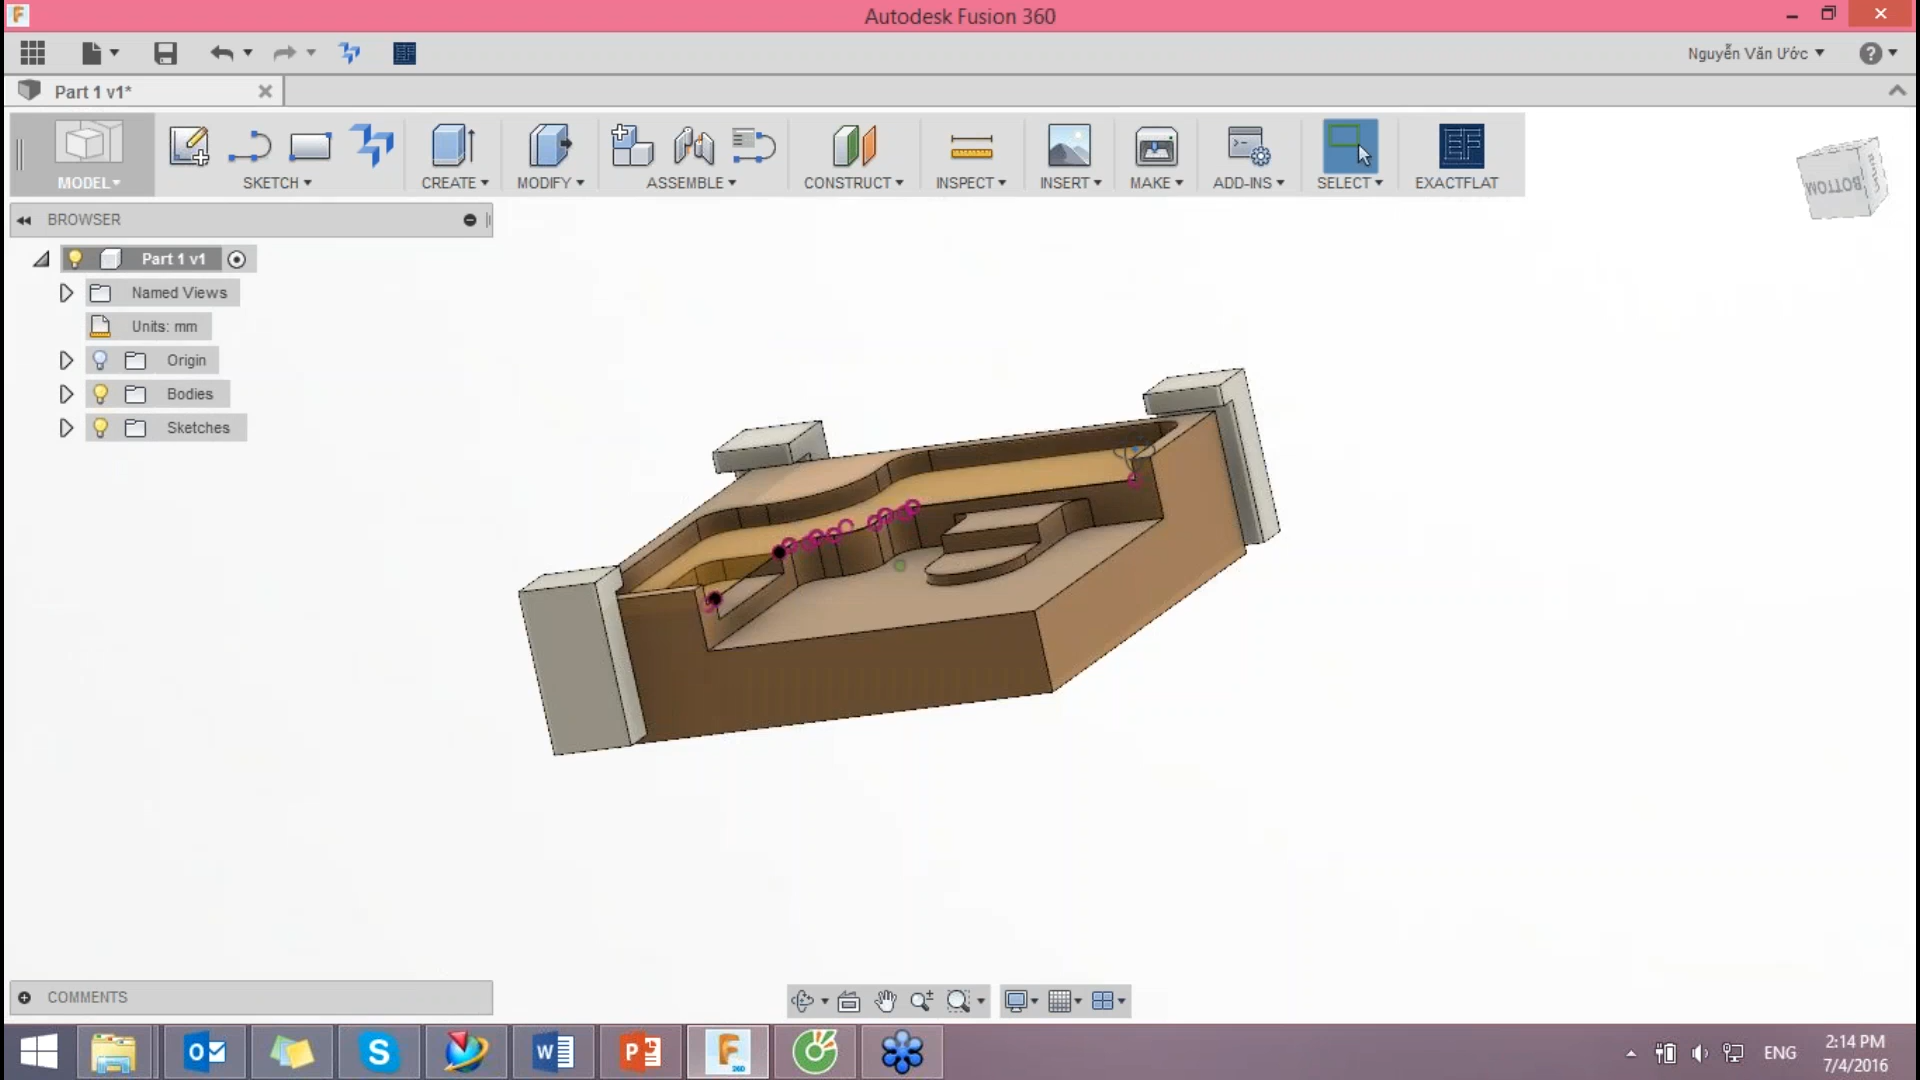 Autodesk Fusion 360
Nguyễn Văn Ước
Part 1 v1*
MODEL
SKETCH
CREATE
MODIFY
ASSEMBLE
CONSTRUCT
INSPECT
INSERT
MAKE
ADD-INS
SELECT
EXACTFLAT
BOTTOM
BROWSER
Part 1 v1
Named Views
Units: mm
Origin
Bodies
Sketches
COMMENTS
ENG
2:14 PM
7/4/2016